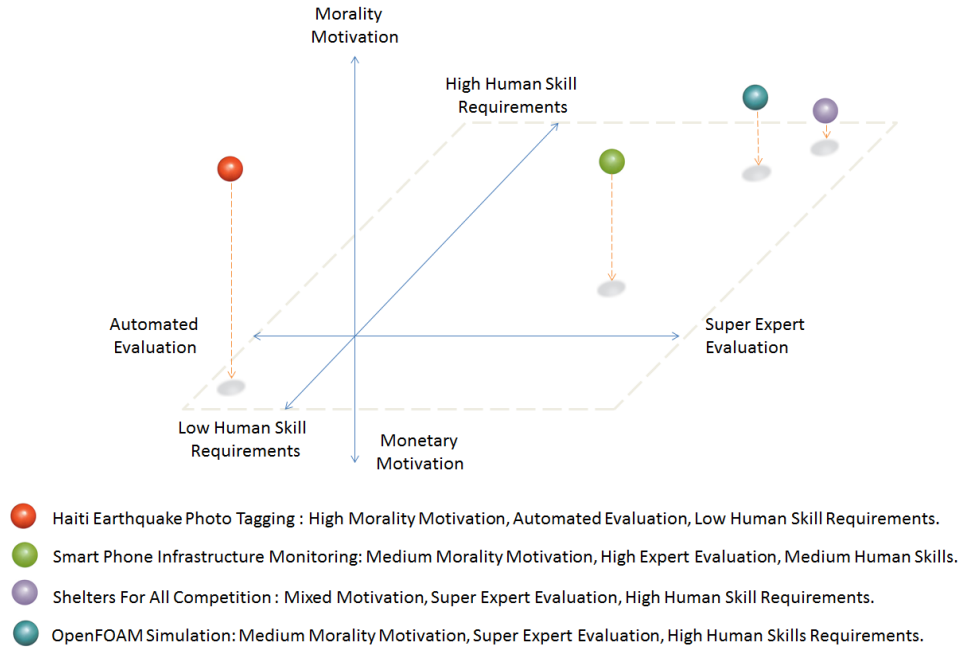 Morality
Motivation
High Human Skill
Requirements
Automated
Evaluation
Super Expert
Evaluation
Low Human Skill
Requirements
Monetary
Motivation
Haiti Earthquake Photo Tagging : High Morality Motivation, Automated Evaluation, Low Human Skill Requirements.
Smart Phone Infrastructure Monitoring: Medium Morality Motivation, High Expert Evaluation, Medium Human Skills.
Shelters For All Competition : Mixed Motivation, Super Expert Evaluation, High Human Skill Requirements.
OpenFOAM Simulation: Medium Morality Motivation, Super Expert Evaluation, High Human Skills Requirements.